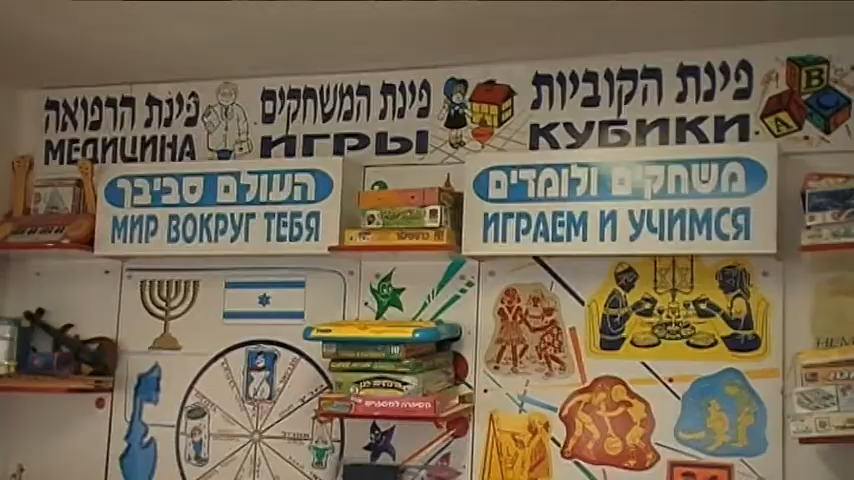 פינת הרפואה
МЕДИЦИНА
פינת המשחקים
ИГРЫ
פינת הקוביות
КУБИКИ
B
A
העולם סביבך
МИР ВОКРУГ ТЕБЯ
משחקים ולומדים
ИГРАЕМ И УЧИМСЯ